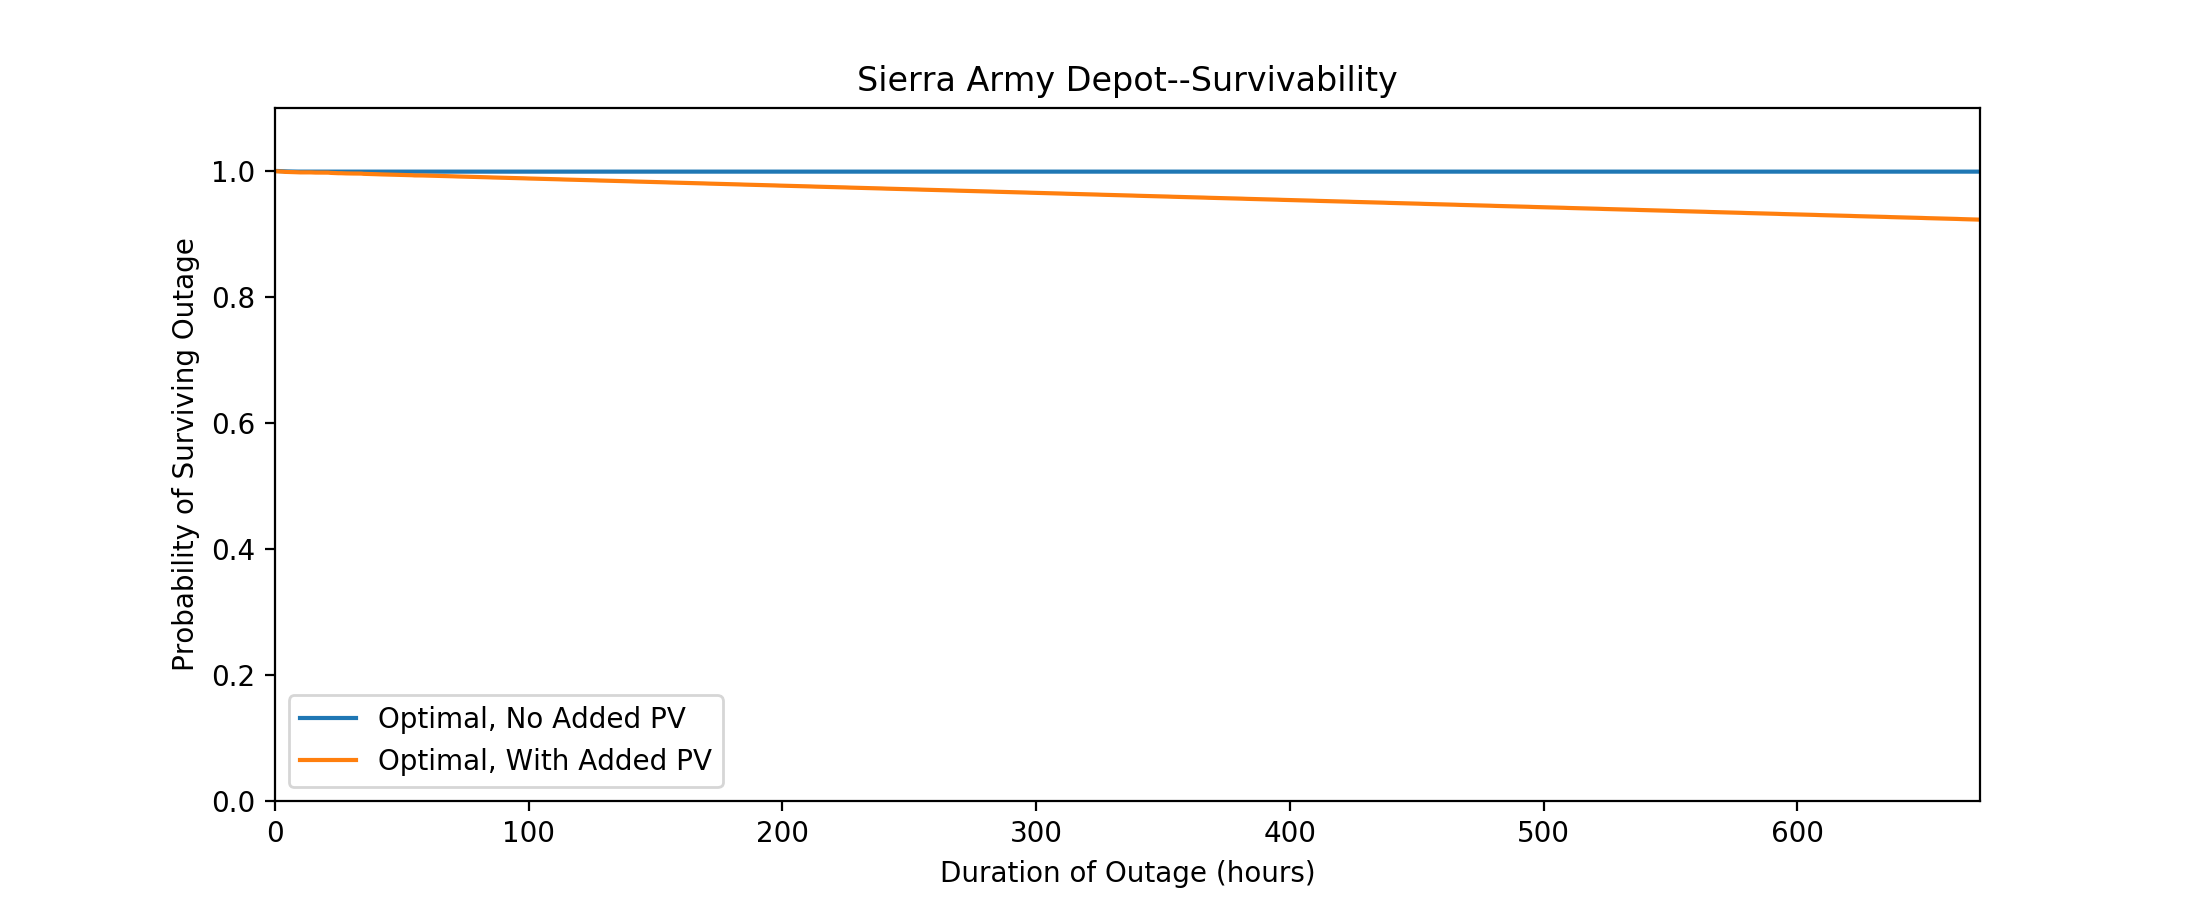 Sierra Army Depot--Survivability
Probability of Surviving Outage
1.0
0.8
0.6
0.4
0.2
0.0
Optimal, No Added PV
Optimal, With Added PV
0 100 200 300 400 500 600
Duration of Outage (hours)